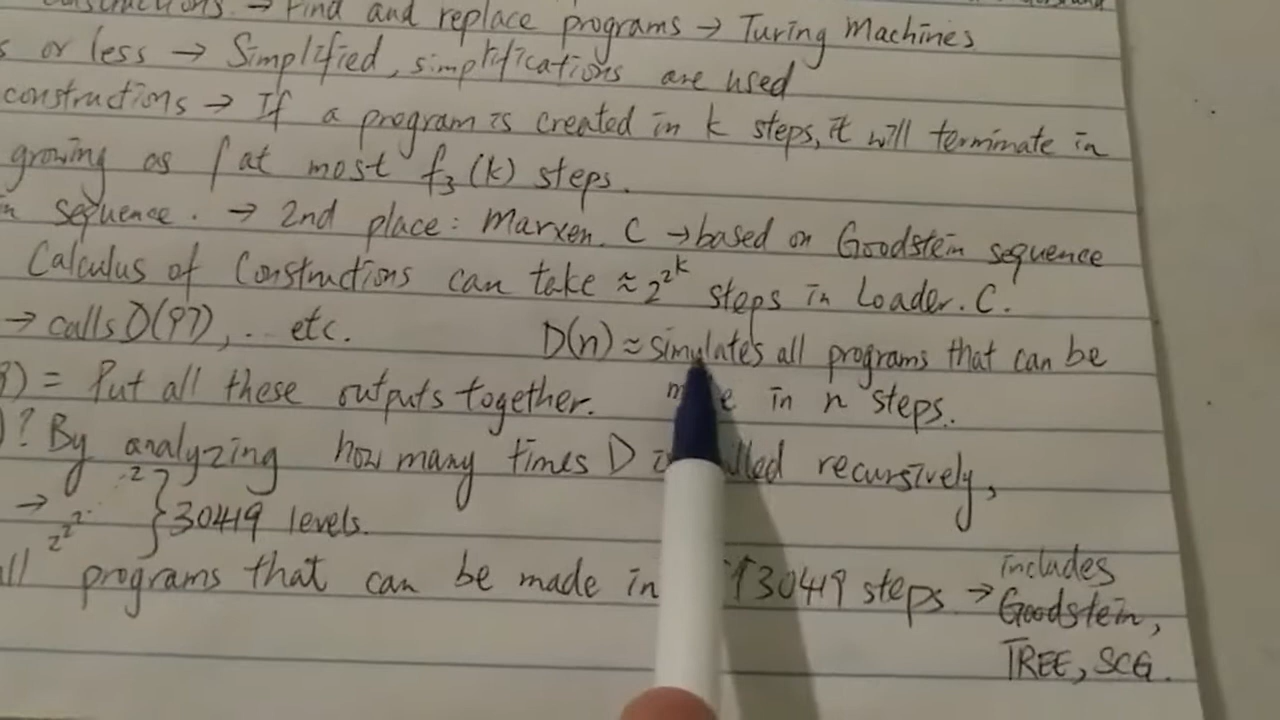 → Find and replace programs → Turing Machines
s or less → Simplified, simplifications are used
constructions → If a program is created in k steps, it will terminate in
growing as f at most f₃(k) steps.
in sequence. → 2nd place: Marxen.C → based on Goodstein sequence
Calculus of Constructions can take ≈ 2^2^k steps in Loader.C.
→ calls D(97), .. etc.
D(n) ≈ simulates all programs that can be
in n steps.
) = Put all these outputs together.
)? By analyzing how many times D recursively,
→ 2^2^2^⋰^2 } 30419 levels.
ll programs that can be made in ↑30419 steps → includes
Goodstein,
TREE, SCG.